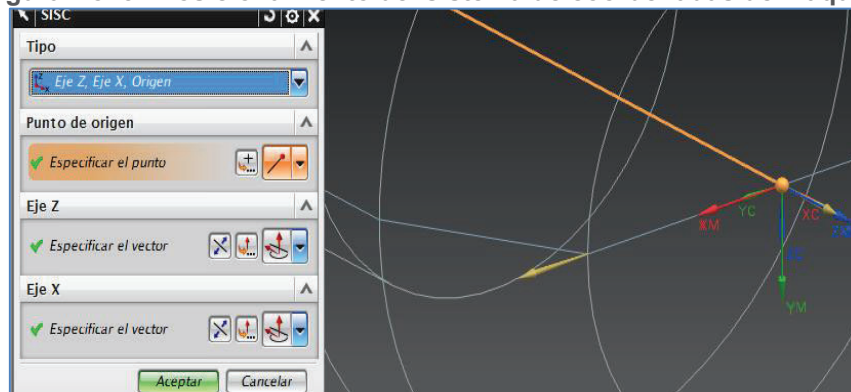 SISC
Tipo
Eje Z, Eje X, Origen
Punto de origen
Especificar el punto
Eje Z
Especificar el vector
Eje X
Especificar el vector
Aceptar Cancelar
XM YC XC
ZC
YM